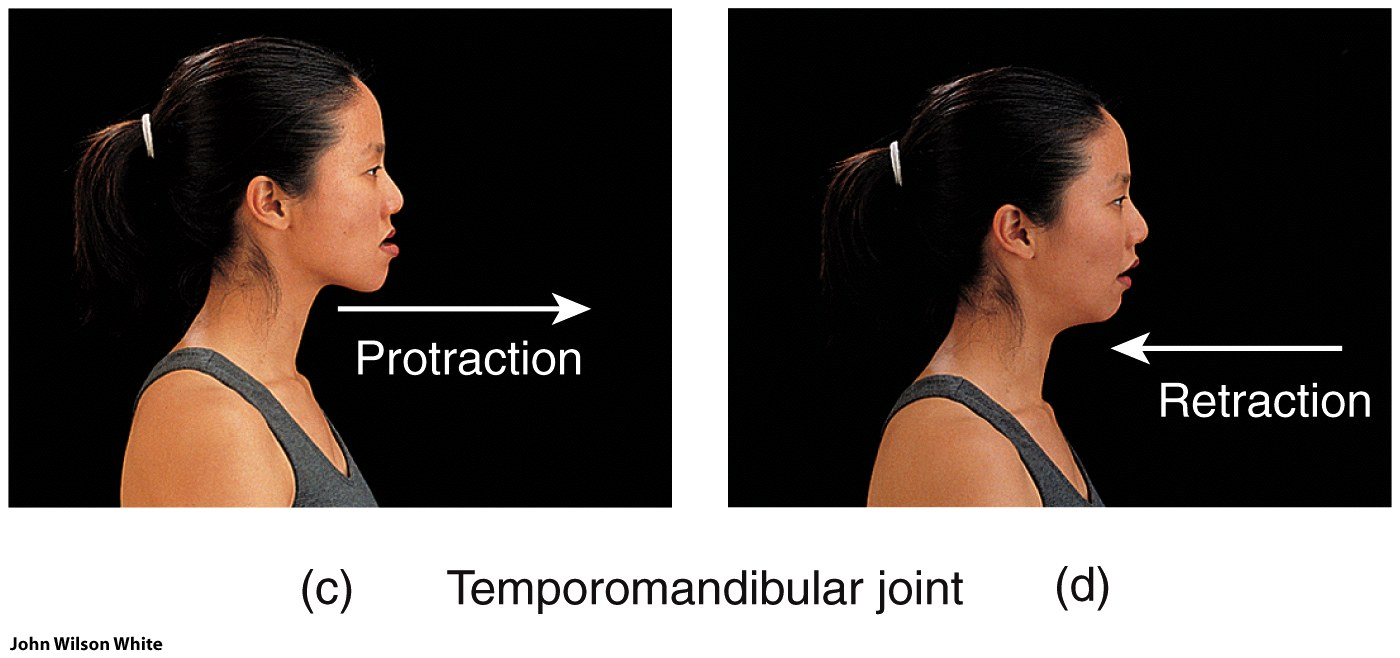 Protraction
Retraction
(c) Temporomandibular joint (d)
John Wilson White